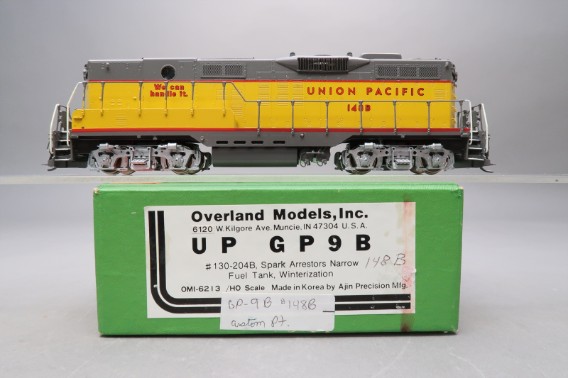 We can
handle it.
UNION PACIFIC
148B
Overland Models, Inc.
6120 W. Kilgore Ave. Muncie, IN 47304 U.S.A.
UP GP9B
#130-204B, Spark Arrestors Narrow 148-B
Fuel Tank, Winterization
OMI-6213 /HO Scale Made in Korea by Ajin Precision Mfg.
GP-9B #148B
custom Pt.